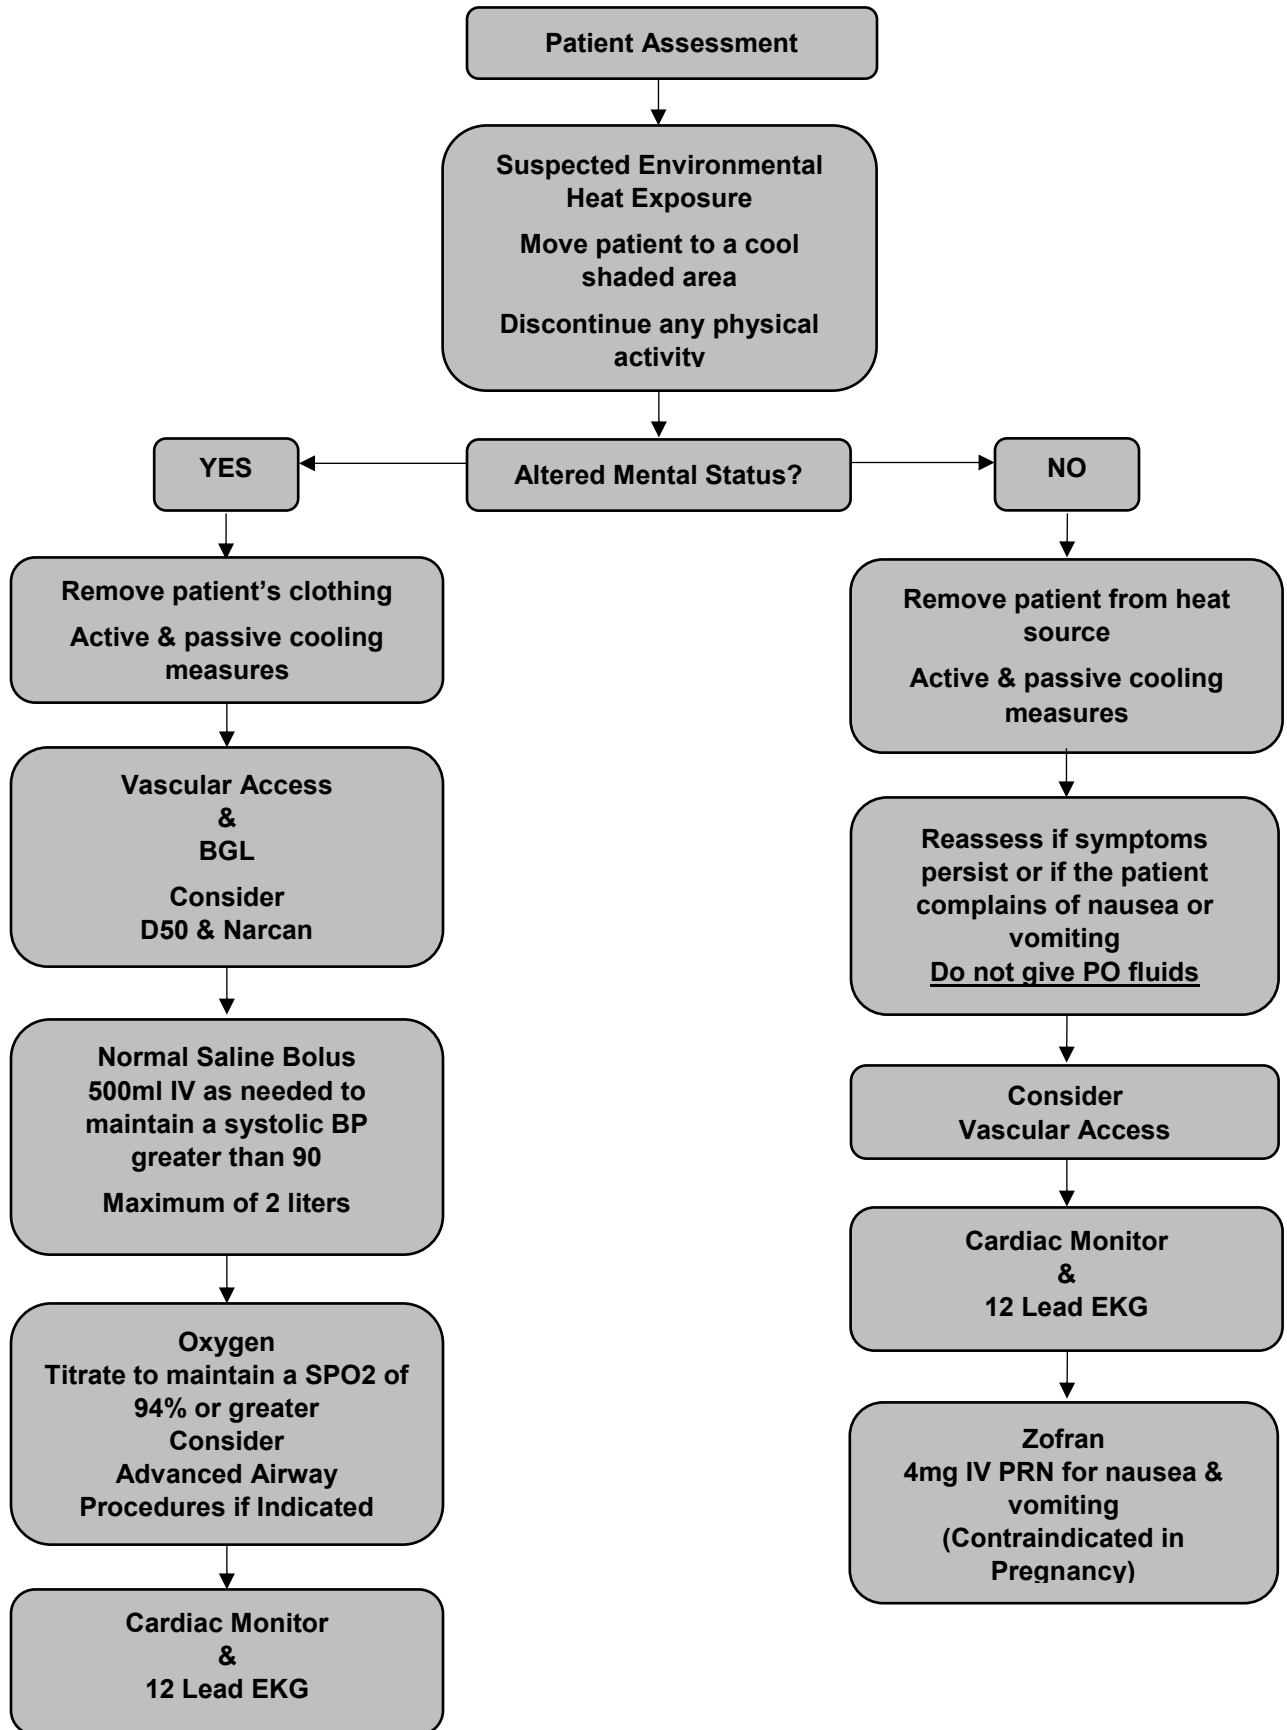 Patient Assessment
Suspected Environmental
Heat Exposure
Move patient to a cool
shaded area
Discontinue any physical
activity
Altered Mental Status?
YES
NO
Remove patient’s clothing
Active & passive cooling
measures
Vascular Access
&
BGL
Consider
D50 & Narcan
Normal Saline Bolus
500ml IV as needed to
maintain a systolic BP
greater than 90
Maximum of 2 liters
Oxygen
Titrate to maintain a SPO2 of
94% or greater
Consider
Advanced Airway
Procedures if Indicated
Cardiac Monitor
&
12 Lead EKG
Remove patient from heat
source
Active & passive cooling
measures
Reassess if symptoms
persist or if the patient
complains of nausea or
vomiting
Do not give PO fluids
Consider
Vascular Access
Cardiac Monitor
&
12 Lead EKG
Zofran
4mg IV PRN for nausea &
vomiting
(Contraindicated in
Pregnancy)